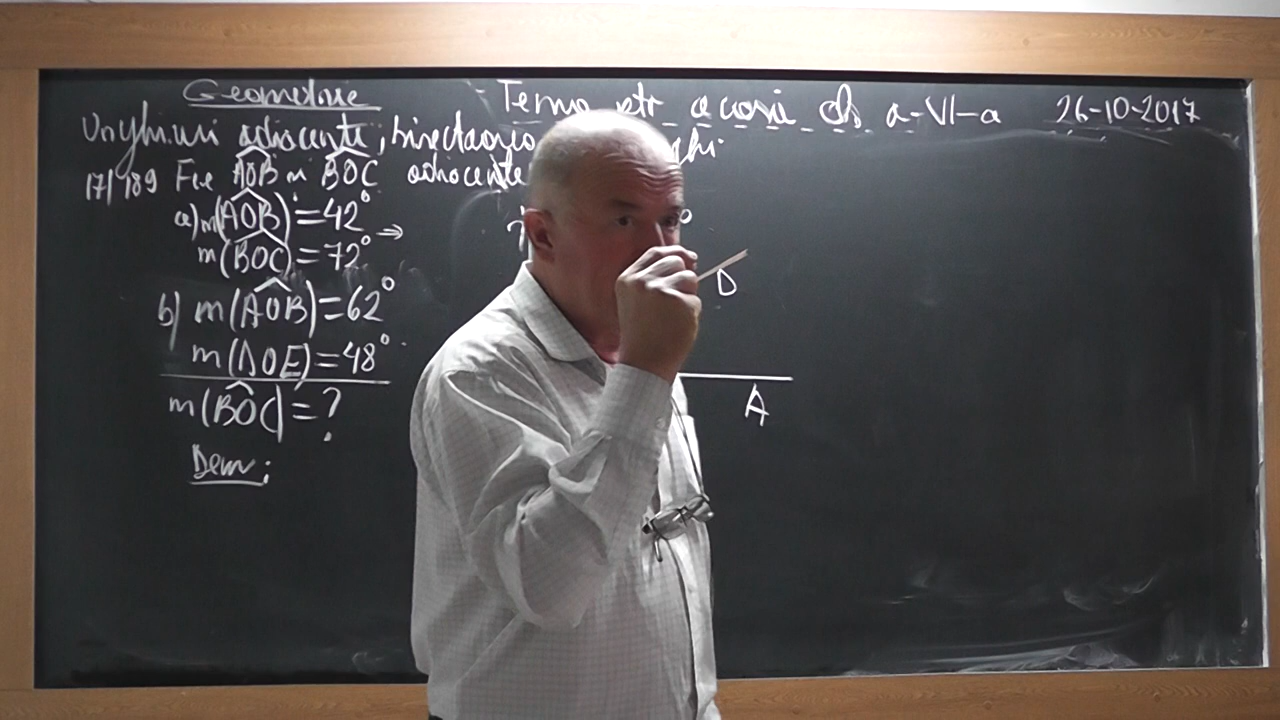 Geometrie
Tema ptr acasă cls a-VI-a 26-10-2017
Unghiuri adiacente, bisectoarea
17/189 Fie AOB și BOC adiacente
a) m(AOB)=42°
m(BOC)=72°
b) m(AOB)=62°
m(DOE)=48°
m(BOC)=?
Dem:
D
A